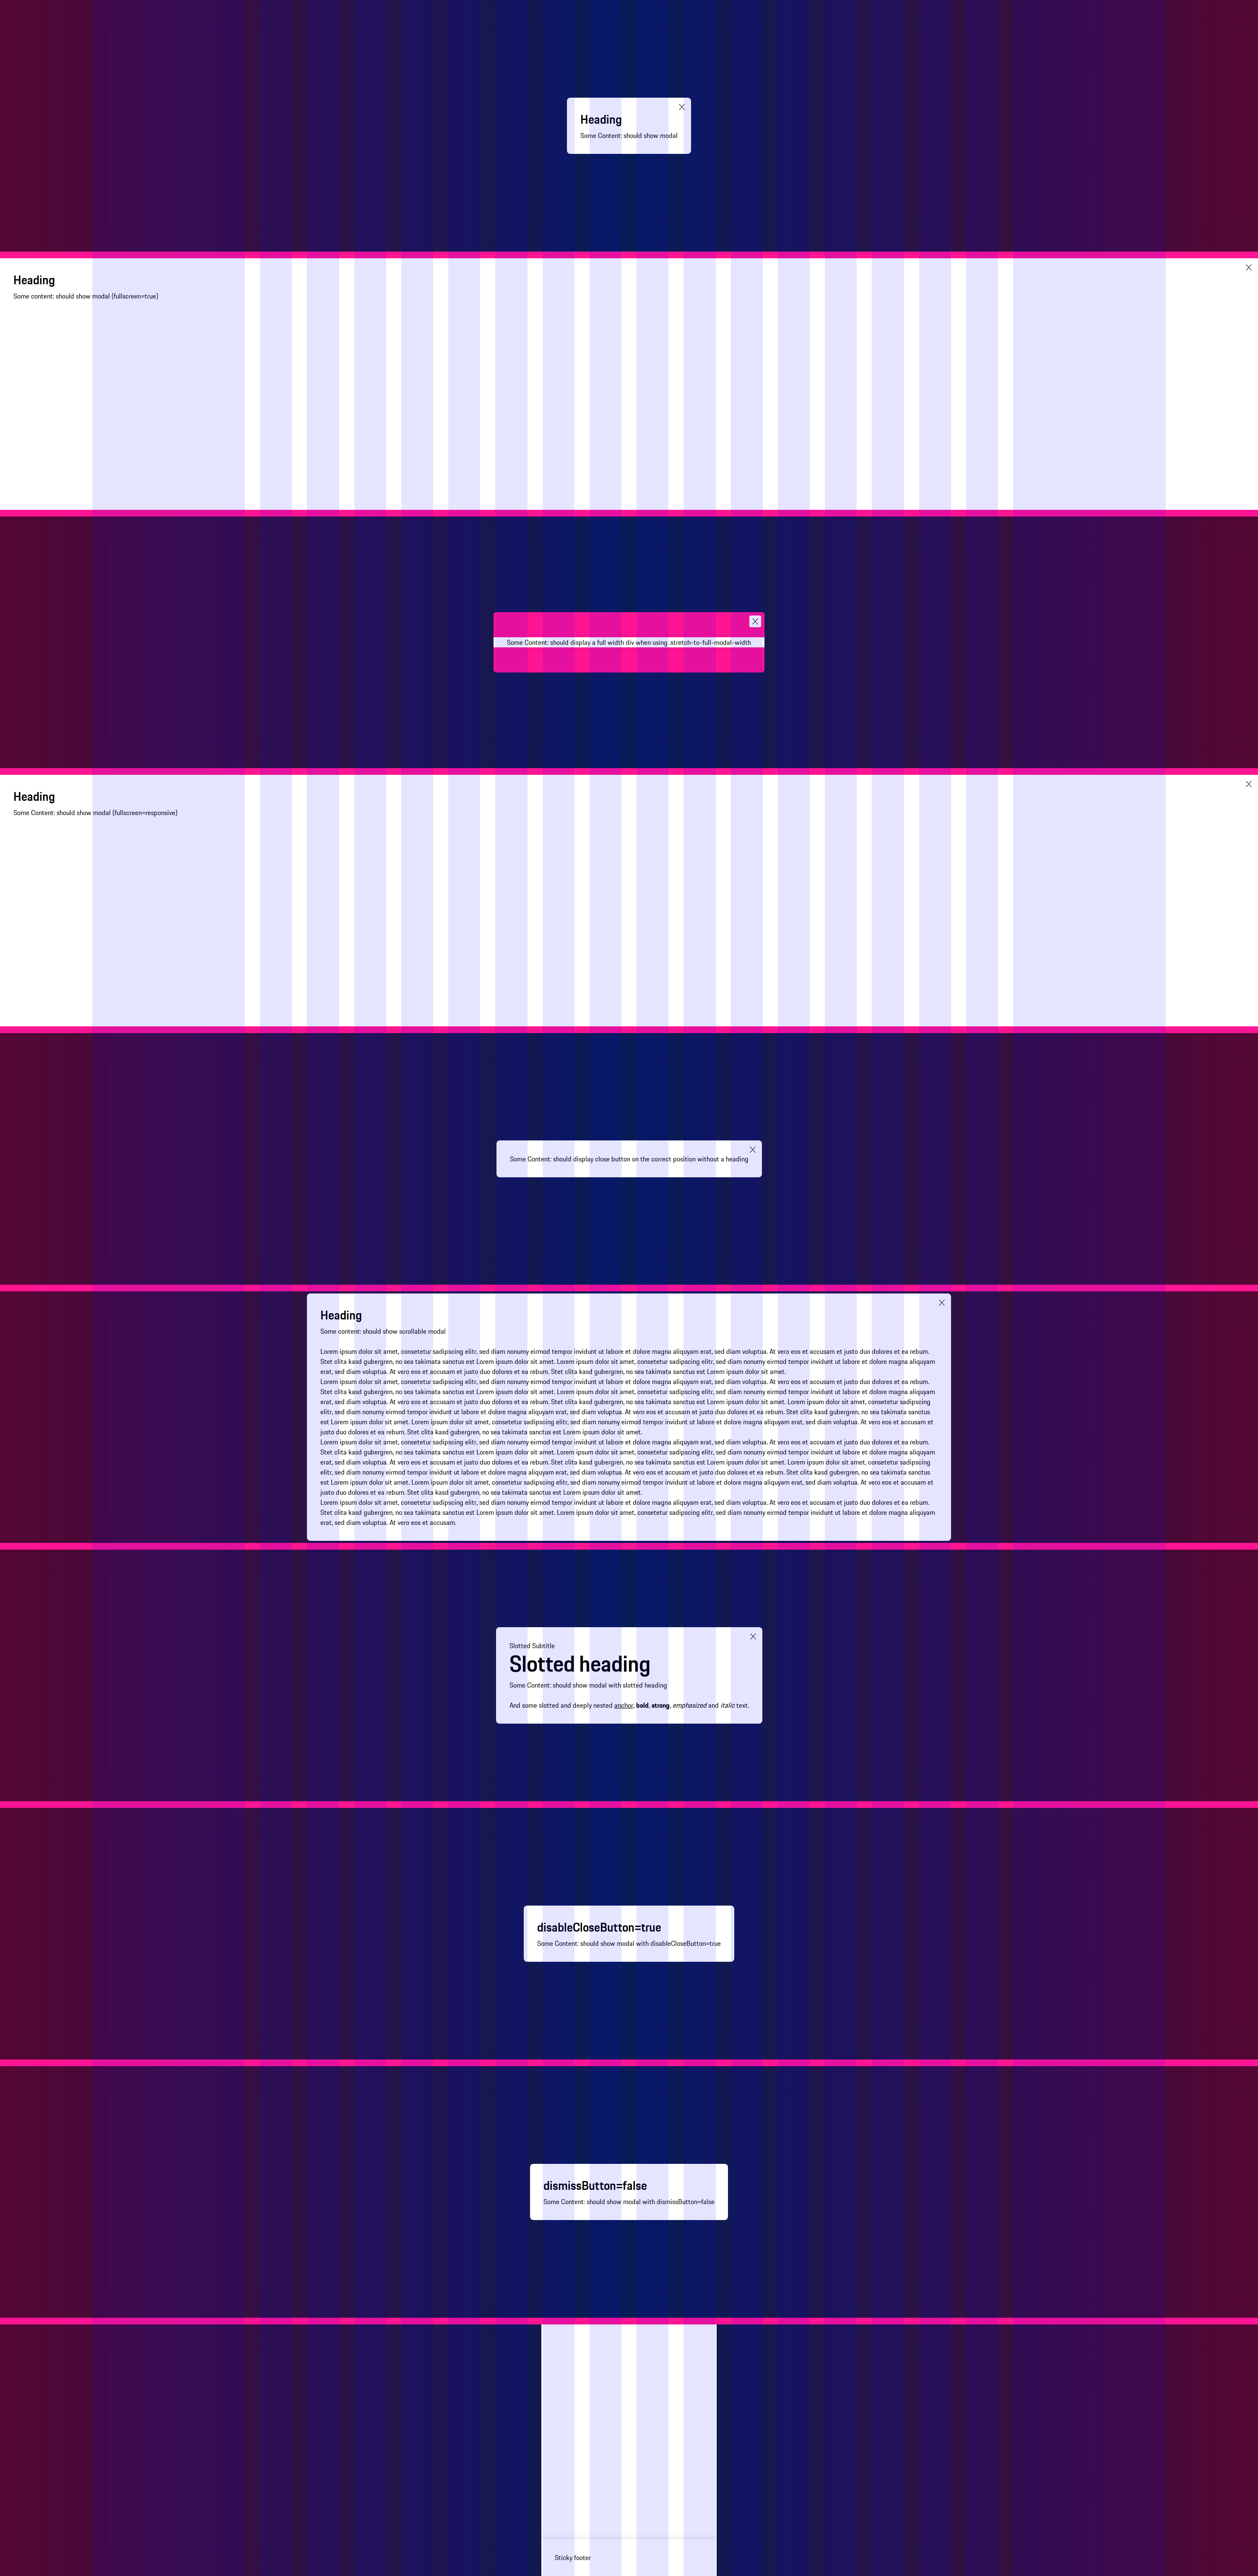 Heading
Some Content: should show modal
Heading
Some content: should show modal (fullscreen=true)
Some Content: should display a full width div when using .stretch-to-full-modal-width
Heading
Some Content: should show modal (fullscreen=responsive)
Some Content: should display close button on the correct position without a heading
Heading
Some content: should show scrollable modal
Lorem ipsum dolor sit amet, consetetur sadipscing elitr, sed diam nonumy eirmod tempor invidunt ut labore et dolore magna aliquyam erat, sed diam voluptua. At vero eos et accusam et justo duo dolores et ea rebum.
Stet clita kasd gubergren, no sea takimata sanctus est Lorem ipsum dolor sit amet. Lorem ipsum dolor sit amet, consetetur sadipscing elitr, sed diam nonumy eirmod tempor invidunt ut labore et dolore magna aliquyam
erat, sed diam voluptua. At vero eos et accusam et justo duo dolores et ea rebum. Stet clita kasd gubergren, no sea takimata sanctus est Lorem ipsum dolor sit amet.
Lorem ipsum dolor sit amet, consetetur sadipscing elitr, sed diam nonumy eirmod tempor invidunt ut labore et dolore magna aliquyam erat, sed diam voluptua. At vero eos et accusam et justo duo dolores et ea rebum.
Stet clita kasd gubergren, no sea takimata sanctus est Lorem ipsum dolor sit amet. Lorem ipsum dolor sit amet, consetetur sadipscing elitr, sed diam nonumy eirmod tempor invidunt ut labore et dolore magna aliquyam
erat, sed diam voluptua. At vero eos et accusam et justo duo dolores et ea rebum. Stet clita kasd gubergren, no sea takimata sanctus est Lorem ipsum dolor sit amet. Lorem ipsum dolor sit amet, consetetur sadipscing
elitr, sed diam nonumy eirmod tempor invidunt ut labore et dolore magna aliquyam erat, sed diam voluptua. At vero eos et accusam et justo duo dolores et ea rebum. Stet clita kasd gubergren, no sea takimata sanctus
est Lorem ipsum dolor sit amet. Lorem ipsum dolor sit amet, consetetur sadipscing elitr, sed diam nonumy eirmod tempor invidunt ut labore et dolore magna aliquyam erat, sed diam voluptua. At vero eos et accusam et
justo duo dolores et ea rebum. Stet clita kasd gubergren, no sea takimata sanctus est Lorem ipsum dolor sit amet.
Lorem ipsum dolor sit amet, consetetur sadipscing elitr, sed diam nonumy eirmod tempor invidunt ut labore et dolore magna aliquyam erat, sed diam voluptua. At vero eos et accusam et justo duo dolores et ea rebum.
Stet clita kasd gubergren, no sea takimata sanctus est Lorem ipsum dolor sit amet. Lorem ipsum dolor sit amet, consetetur sadipscing elitr, sed diam nonumy eirmod tempor invidunt ut labore et dolore magna aliquyam
erat, sed diam voluptua. At vero eos et accusam et justo duo dolores et ea rebum. Stet clita kasd gubergren, no sea takimata sanctus est Lorem ipsum dolor sit amet. Lorem ipsum dolor sit amet, consetetur sadipscing
elitr, sed diam nonumy eirmod tempor invidunt ut labore et dolore magna aliquyam erat, sed diam voluptua. At vero eos et accusam et justo duo dolores et ea rebum. Stet clita kasd gubergren, no sea takimata sanctus
est Lorem ipsum dolor sit amet. Lorem ipsum dolor sit amet, consetetur sadipscing elitr, sed diam nonumy eirmod tempor invidunt ut labore et dolore magna aliquyam erat, sed diam voluptua. At vero eos et accusam et
justo duo dolores et ea rebum. Stet clita kasd gubergren, no sea takimata sanctus est Lorem ipsum dolor sit amet.
Lorem ipsum dolor sit amet, consetetur sadipscing elitr, sed diam nonumy eirmod tempor invidunt ut labore et dolore magna aliquyam erat, sed diam voluptua. At vero eos et accusam et justo duo dolores et ea rebum.
Stet clita kasd gubergren, no sea takimata sanctus est Lorem ipsum dolor sit amet. Lorem ipsum dolor sit amet, consetetur sadipscing elitr, sed diam nonumy eirmod tempor invidunt ut labore et dolore magna aliquyam
erat, sed diam voluptua. At vero eos et accusam.
Slotted Subtitle
Slotted heading
Some Content: should show modal with slotted heading
And some slotted and deeply nested anchor, bold, strong, emphasized and italic text.
disableCloseButton=true
Some Content: should show modal with disableCloseButton=true
dismissButton=false
Some Content: should show modal with dismissButton=false
Sticky footer